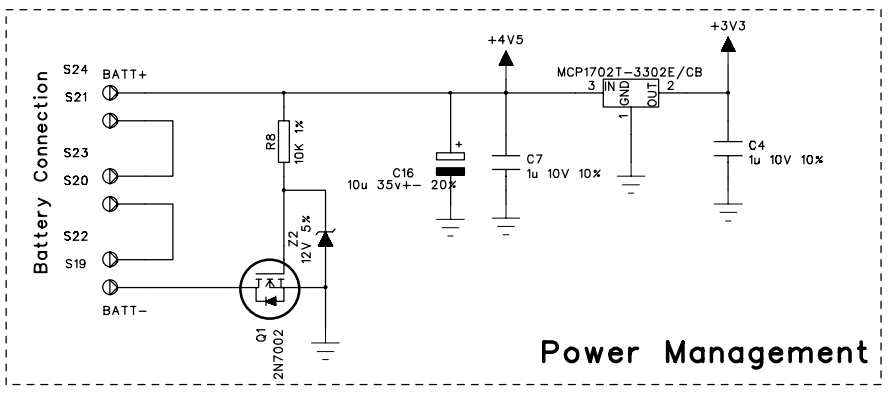 +4V5
+3V3
S24
BATT+
S21
MCP1702T-3302E/CB
3
IN
GND
OUT
2
1
R8
10K 1%
S23
S20
+
C16
10u 35v+- 20%
C7
1u 10V 10%
C4
1u 10V 10%
Battery Connection
S22
S19
Z2
12V 5%
BATT-
Q1
2N7002
Power Management